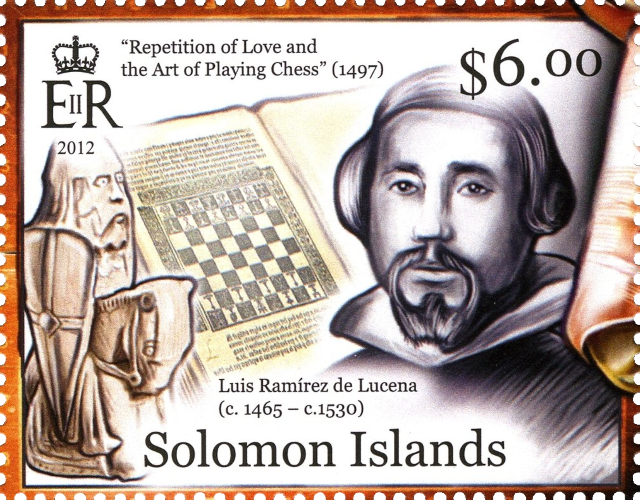 “Repetition of Love and
the Art of Playing Chess” (1497)
$6.00
EIIR
2012
Luis Ramírez de Lucena
(c. 1465 – c.1530)
Solomon Islands